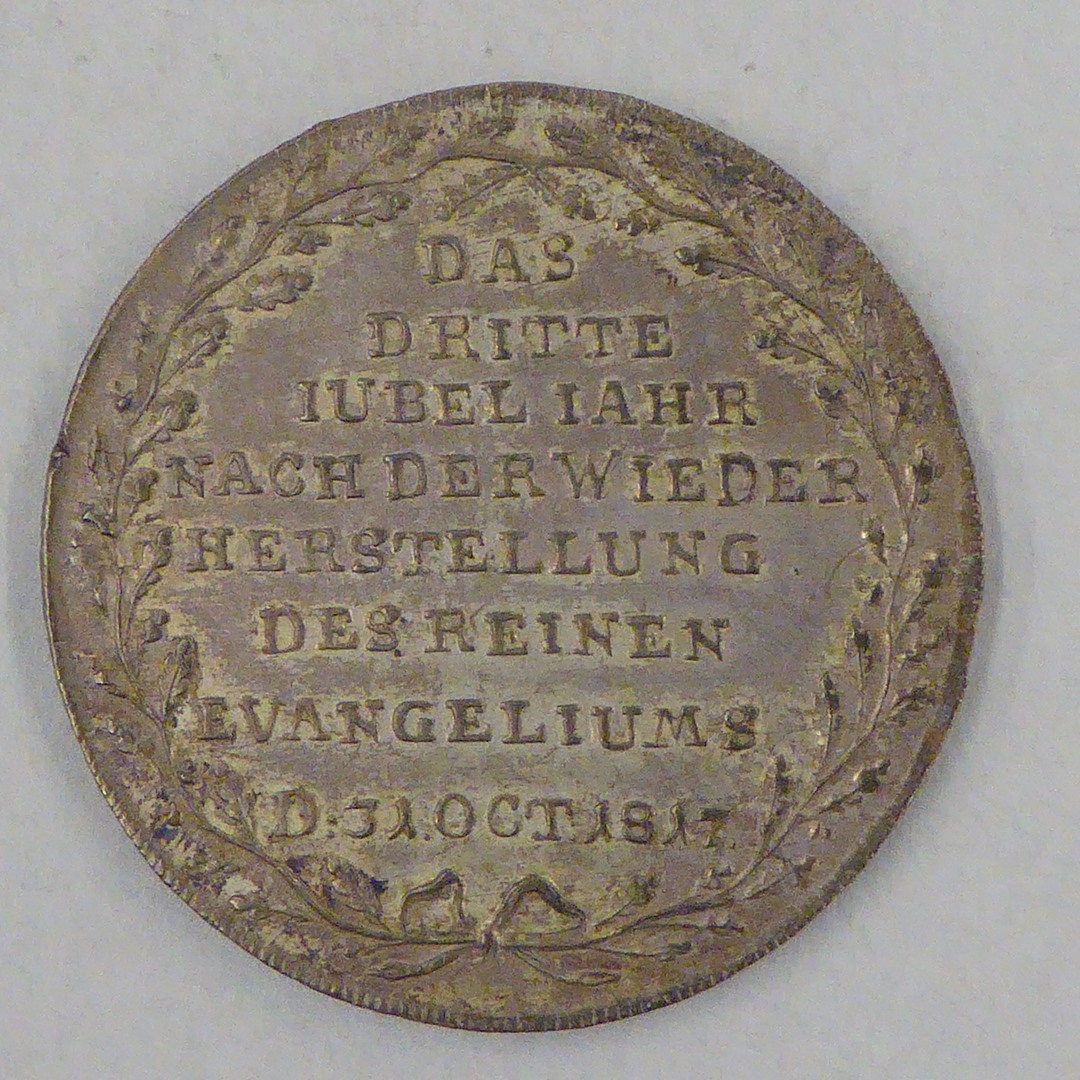 DAS
DRITTE
IUBEL IAHR
NACH DER WIEDER
HERSTELLUNG
DES REINEN
EVANGELIUMS
D:31.OCT.1817.